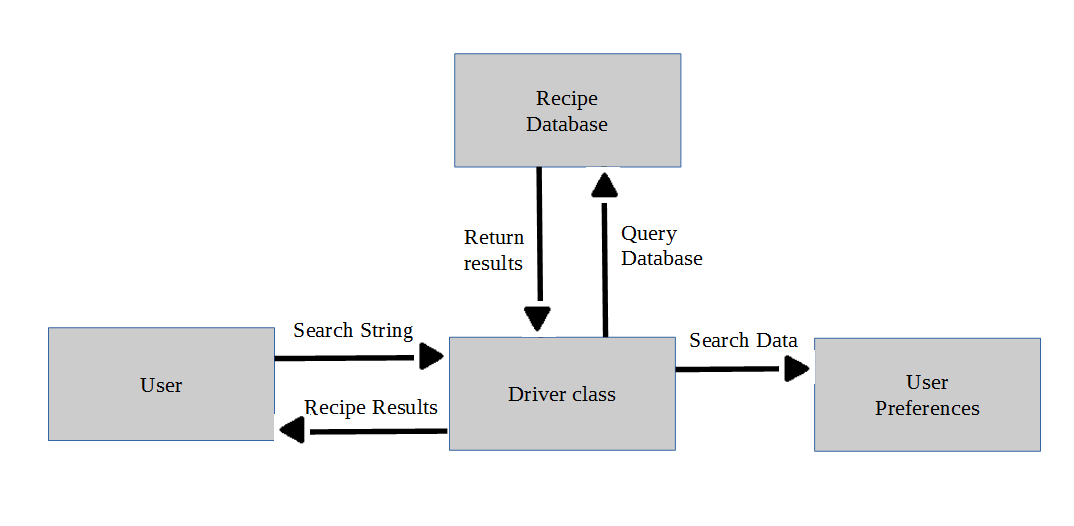 Recipe
Database
Return
results
Query
Database
Search String
Search Data
User
Driver class
User
Preferences
Recipe Results